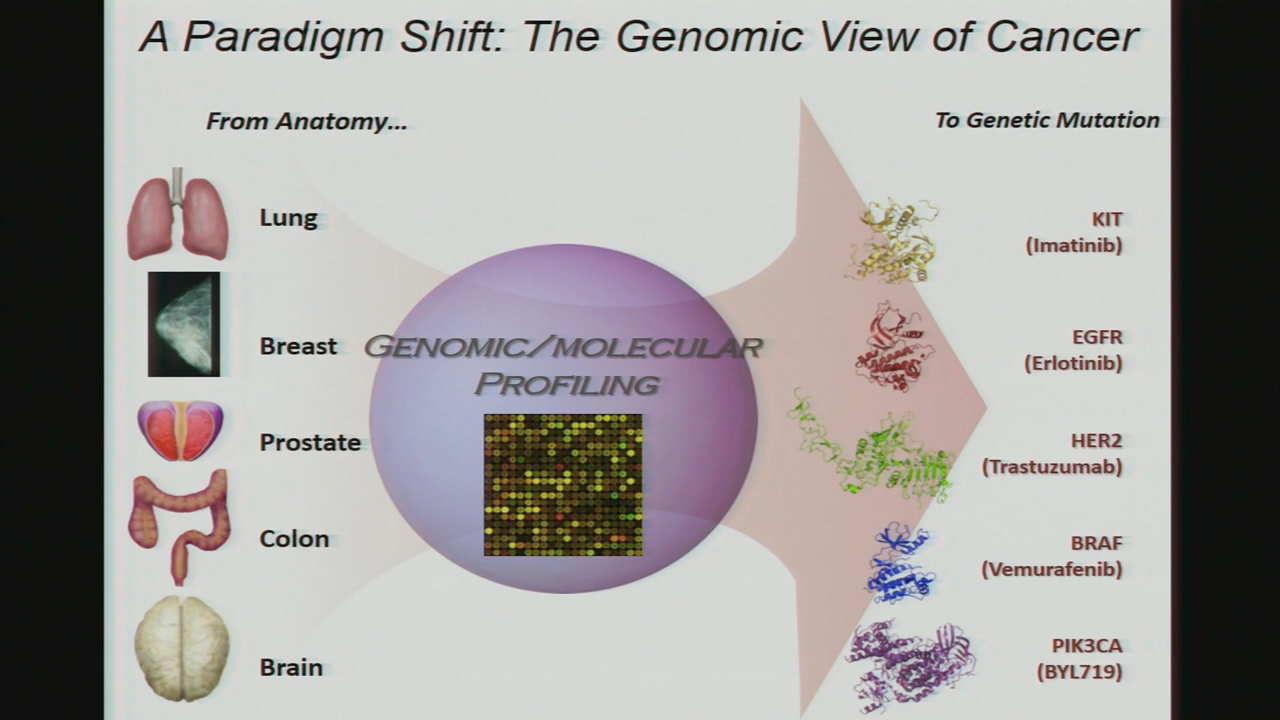 A Paradigm Shift: The Genomic View of Cancer
From Anatomy...
To Genetic Mutation
Lung
Breast
Prostate
Colon
Brain
GENOMIC/MOLECULAR
PROFILING
KIT
(Imatinib)
EGFR
(Erlotinib)
HER2
(Trastuzumab)
BRAF
(Vemurafenib)
PIK3CA
(BYL719)